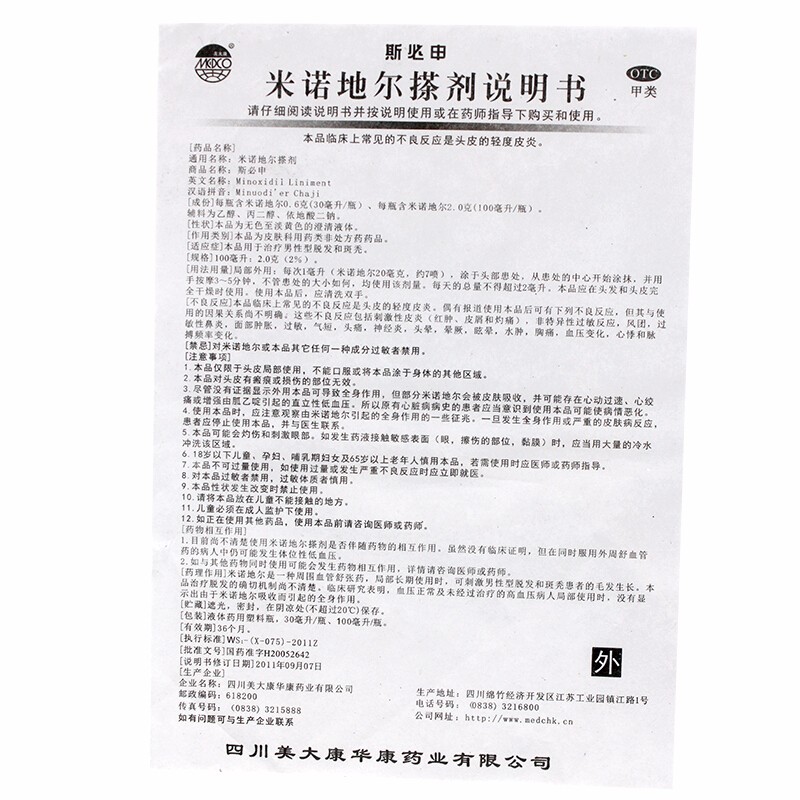 MEDCO
斯必申
米诺地尔搽剂说明书
OTC
甲类
请仔细阅读说明书并按说明使用或在药师指导下购买和使用。
本品临床上常见的不良反应是头皮的轻度皮炎。
[药品名称]
通用名称：米诺地尔搽剂
商品名称：斯必申
英文名称：Minoxidil Liniment
汉语拼音：Minuodi'er Chaji
[成份]每瓶含米诺地尔0.6克(30毫升/瓶)、每瓶含米诺地尔2.0克(100毫升/瓶)。
辅料为乙醇、丙二醇、依地酸二钠。
[性状]本品为无色至淡黄色的澄清液体。
[作用类别]本品为皮肤科用药类非处方药药品。
[适应症]本品用于治疗男性型脱发和斑秃。
[规格]100毫升：2.0克（2%）。
[用法用量]局部外用：每次1毫升（米诺地尔20毫克，约7喷），涂于头部患处，从患处的中心开始涂抹，并用
手按摩3～5分钟，不管患处的大小如何，均使用该剂量。每天的总量不得超过2毫升。本品应在头发和头皮完
全干燥时使用。使用本品后，应清洗双手。
[不良反应]本品临床上常见的不良反应是头皮的轻度皮炎。偶有报道使用本品后可有下列不良反应，但其与使
用的因果关系尚不明确。这些不良反应包括刺激性皮炎（红肿、皮屑和灼痛），非特异性过敏反应，风团，过
敏性鼻炎，面部肿胀，过敏，气短，头痛，神经炎，头晕，晕厥，眩晕，水肿，胸痛，血压变化，心悸和脉
搏频率变化。
[禁忌]对米诺地尔或本品其它任何一种成分过敏者禁用。
[注意事项]
1.本品仅限于头皮局部使用，不能口服或将本品涂于身体的其他区域。
2.本品对头皮有瘢痕或损伤的部位无效。
3.尽管没有证据显示外用本品可导致全身作用，但部分米诺地尔会被皮肤吸收，并可能存在心动过速、心绞
痛或增强由胍乙啶引起的直立性低血压。所以原有心脏病病史的患者应当意识到使用本品可能使病情恶化。
4.使用本品时，应注意观察由米诺地尔引起的全身作用的一些征兆。一旦发生全身作用或严重的皮肤病反应，
患者应停止使用本品，并与医生联系。
5.本品可能会灼伤和刺激眼部。如发生药液接触敏感表面（眼、擦伤的部位，黏膜）时，应当用大量的冷水
冲洗该区域。
6.18岁以下儿童、孕妇、哺乳期妇女及65岁以上老年人慎用本品，若需使用时应医师或药师指导。
7.本品不可过量使用，如使用过量或发生严重不良反应时应立即就医。
8.对本品过敏者禁用，过敏体质者慎用。
9.本品性状发生改变时禁止使用。
10.请将本品放在儿童不能接触的地方。
11.儿童必须在成人监护下使用。
12.如正在使用其他药品，使用本品前请咨询医师或药师。
[药物相互作用]
1.目前尚不清楚使用米诺地尔搽剂是否伴随药物的相互作用。虽然没有临床证明，但在同时服用外周舒血管
药的病人中仍可能发生体位性低血压。
2.如与其他药物同时使用可能会发生药物相互作用，详情请咨询医师或药师。
[药理作用]米诺地尔是一种周围血管舒张药，局部长期使用时，可刺激男性型脱发和斑秃患者的毛发生长。本
品治疗脱发的确切机制尚不清楚。临床研究表明，血压正常及未经过治疗的高血压病人局部使用时，没有显
示出由于米诺地尔吸收而引起的全身作用。
[贮藏]遮光，密封，在阴凉处（不超过20℃）保存。
[包装]液体药用塑料瓶，30毫升/瓶、100毫升/瓶。
[有效期]36个月。
[执行标准]WS₁-(X-075)-2011Z
[批准文号]国药准字H20052642
[说明书修订日期]2011年09月07日
外
[生产企业]
企业名称：四川美大康华康药业有限公司
生产地址：四川绵竹经济开发区江苏工业园镇江路1号
邮政编码：618200
电话号码：(0838) 3216800
传真号码：(0838) 3215888
公司网址：http://www.medchk.cn
如有问题可与生产企业联系
四川美大康华康药业有限公司